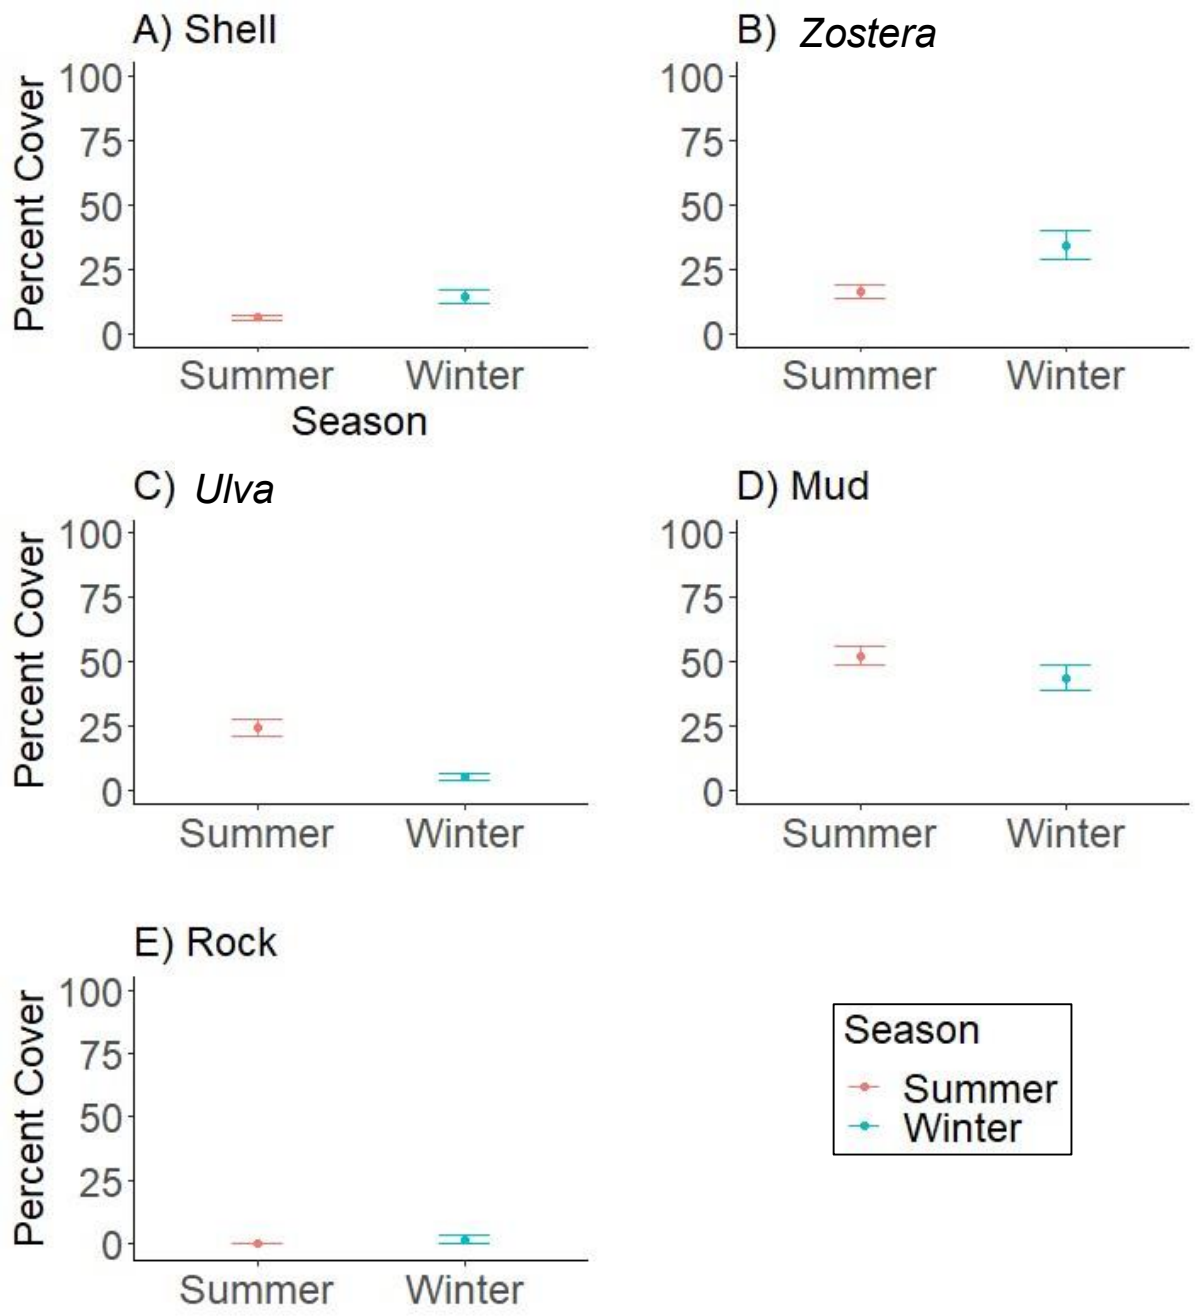 A) Shell
Percent Cover
100
75
50
25
0
Summer Winter
Season
B) Zostera
100
75
50
25
0
Summer Winter
C) Ulva
Percent Cover
100
75
50
25
0
Summer Winter
D) Mud
100
75
50
25
0
Summer Winter
E) Rock
Percent Cover
100
75
50
25
0
Summer Winter
Season
Summer
Winter